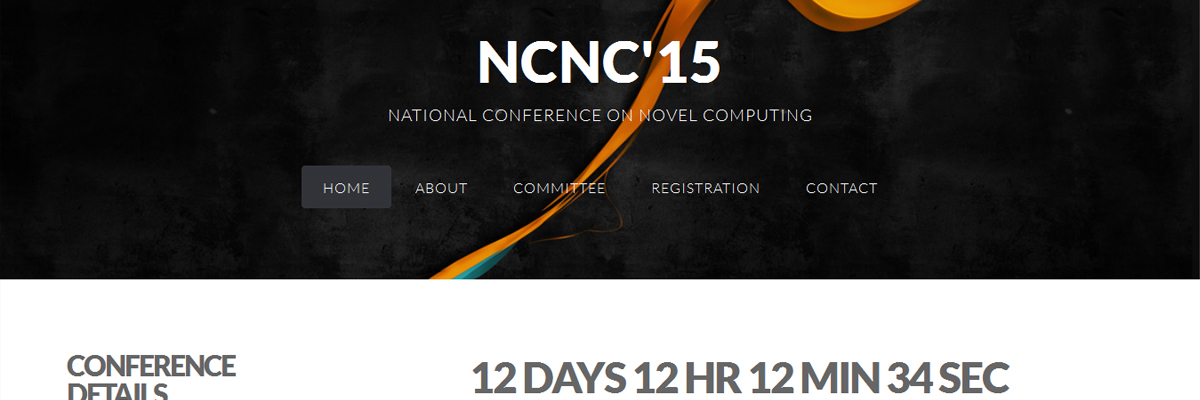 NCNC'15
NATIONAL CONFERENCE ON NOVEL COMPUTING
HOME ABOUT COMMITTEE REGISTRATION CONTACT
CONFERENCE
DETAILS
12 DAYS 12 HR 12 MIN 34 SEC